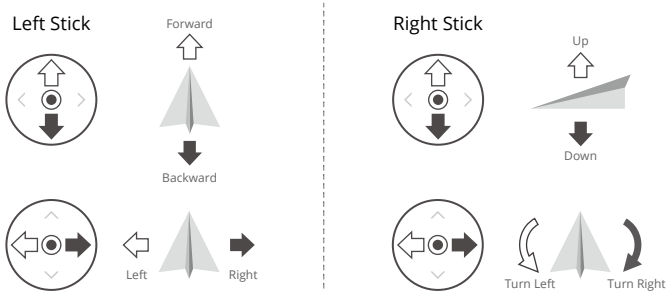 Left Stick
Forward
Backward
Left
Right
Right Stick
Up
Down
Turn Left
Turn Right